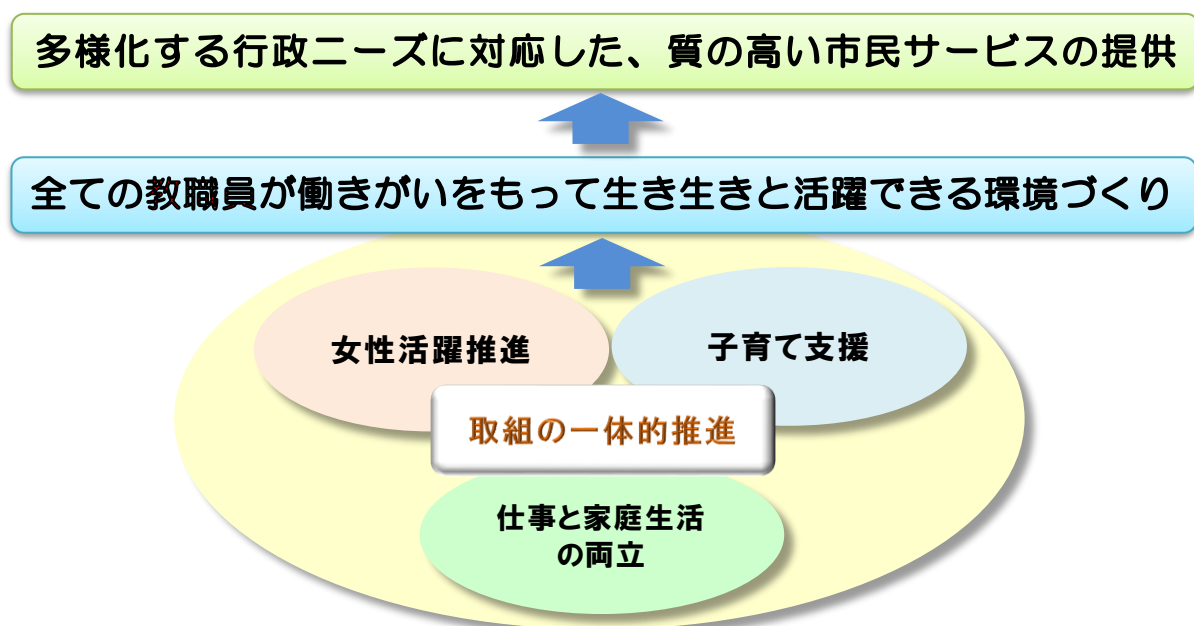 多様化する行政ニーズに対応した、質の高い市民サービスの提供
全ての教職員が働きがいをもって生き生きと活躍できる環境づくり
女性活躍推進
子育て支援
取組の一体的推進
仕事と家庭生活
の両立